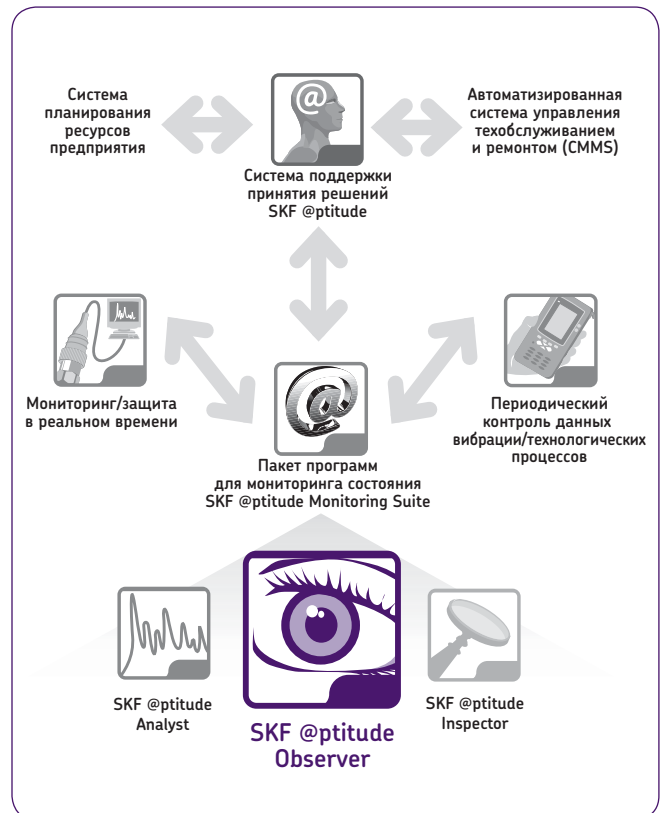 Система
планирования
ресурсов
предприятия
@
Автоматизированная
система управления
техобслуживанием
и ремонтом (CMMS)
Система поддержки
принятия решений
SKF @ptitude
Мониторинг/защита
в реальном времени
@
Периодический
контроль данных
вибрации/технологических
процессов
Пакет программ
для мониторинга состояния
SKF @ptitude Monitoring Suite
SKF @ptitude
Analyst
SKF @ptitude
Observer
SKF @ptitude
Inspector